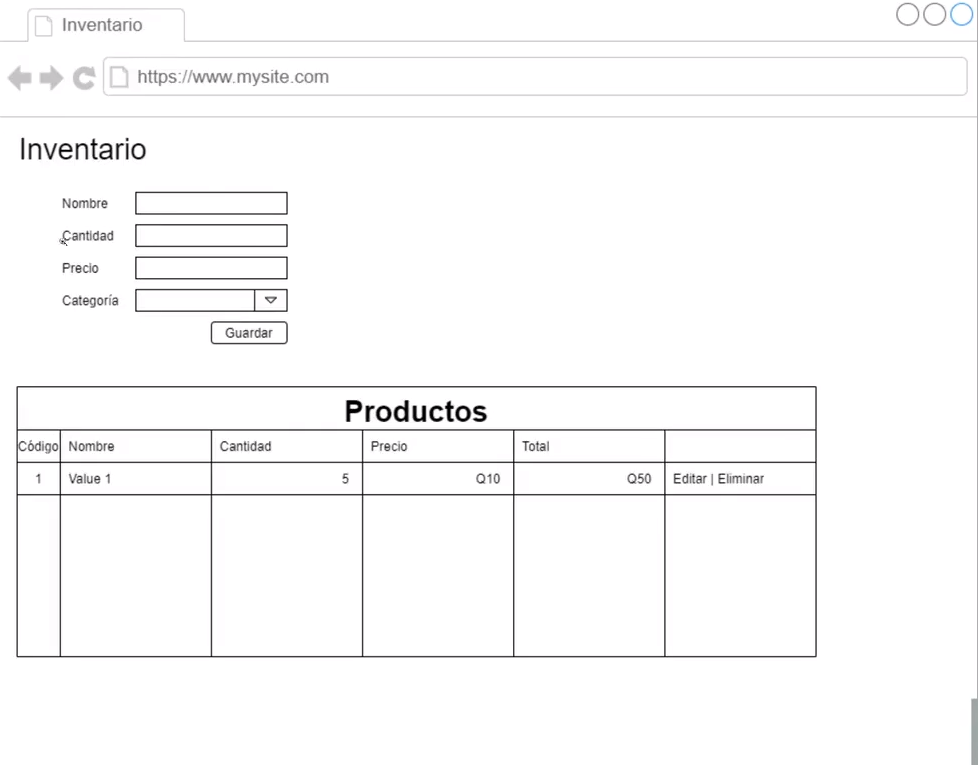 Inventario
https://www.mysite.com
Inventario
Nombre
Cantidad
Precio
Categoría
Guardar
Productos
Código Nombre Cantidad Precio Total
1 Value 1 5 Q10 Q50 Editar | Eliminar